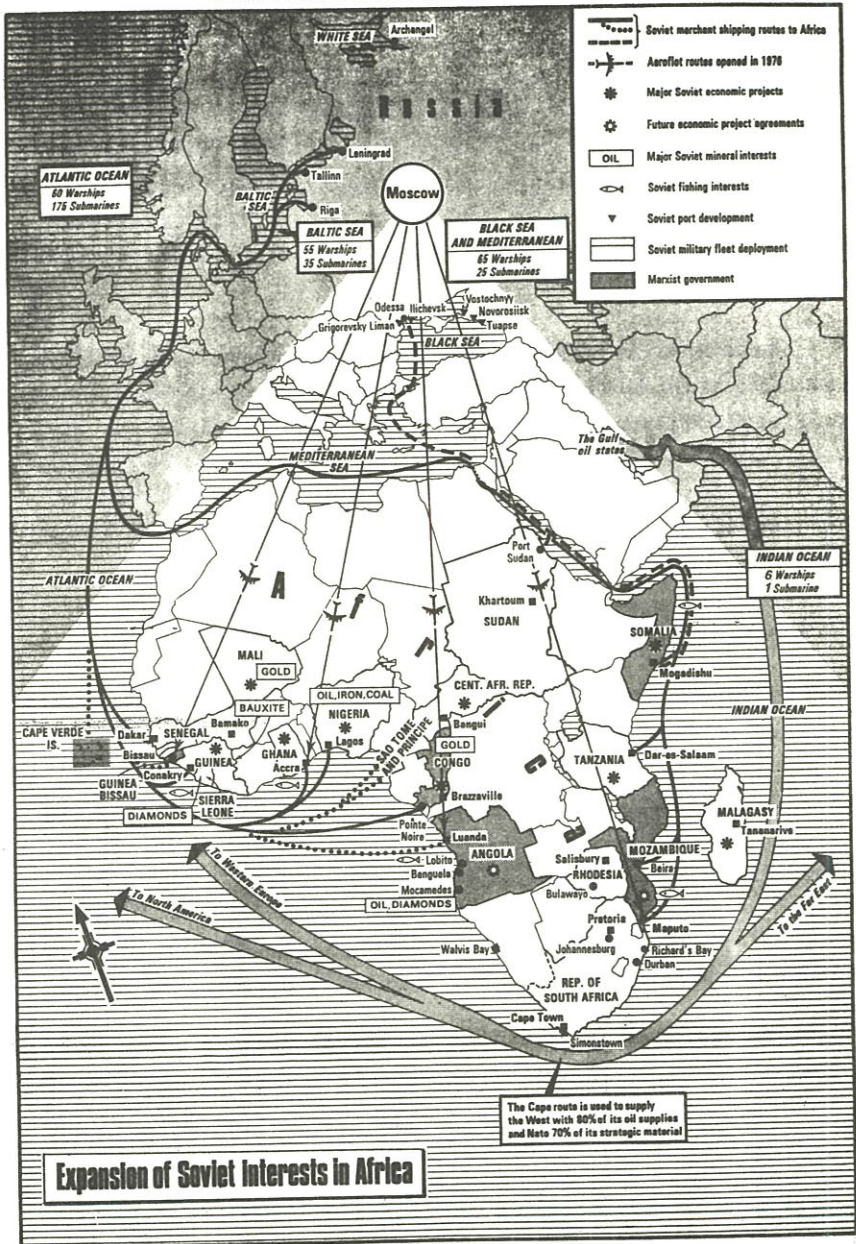 WHITE SEA
Archangel
Russia
Leningrad
Tallinn
BALTIC
SEA
Riga
Moscow
ATLANTIC OCEAN
60 Warships
175 Submarines
BALTIC SEA
55 Warships
35 Submarines
BLACK SEA
AND MEDITERRANEAN
65 Warships
25 Submarines
Soviet merchant shipping routes to Africa
Aeroflot routes opened in 1976
Major Soviet economic projects
Future economic project agreements
OIL
Major Soviet mineral interests
Soviet fishing interests
Soviet port development
Soviet military fleet deployment
Marxist government
Odessa
Ilichevsk
Vostochnyy
Novorosiisk
Grigorevsky Liman
Tuapse
BLACK SEA
The Gulf
oil states
MEDITERRANEAN
SEA
ATLANTIC OCEAN
Port
Sudan
Khartoum
SUDAN
INDIAN OCEAN
6 Warships
1 Submarine
Africa
MALI
GOLD
BAUXITE
OIL,IRON,COAL
CENT. AFR. REP.
SOMALIA
Mogadishu
CAPE VERDE
IS.
Dakar
SENEGAL
Bamako
NIGERIA
Bangui
INDIAN OCEAN
Bissau
GUINEA
GHANA
Lagos
GOLD
CONGO
TANZANIA
Dar-es-Salaam
Conakry
Accra
SAO TOME
AND PRINCIPE
GUINEA
BISSAU
SIERRA
LEONE
DIAMONDS
Brazzaville
MALAGASY
Tananarive
Pointe
Noire
Luanda
ANGOLA
MOZAMBIQUE
Lobito
Salisbury
Beira
Benguela
RHODESIA
Mocamedes
Bulawayo
OIL, DIAMONDS
To Western Europe
To North America
To the Far East
Pretoria
Maputo
Walvis Bay
Johannesburg
Richard's Bay
Durban
REP. OF
SOUTH AFRICA
Cape Town
Simonstown
The Cape route is used to supply
the West with 80% of its oil supplies
and Nato 70% of its strategic material
Expansion of Soviet Interests in Africa